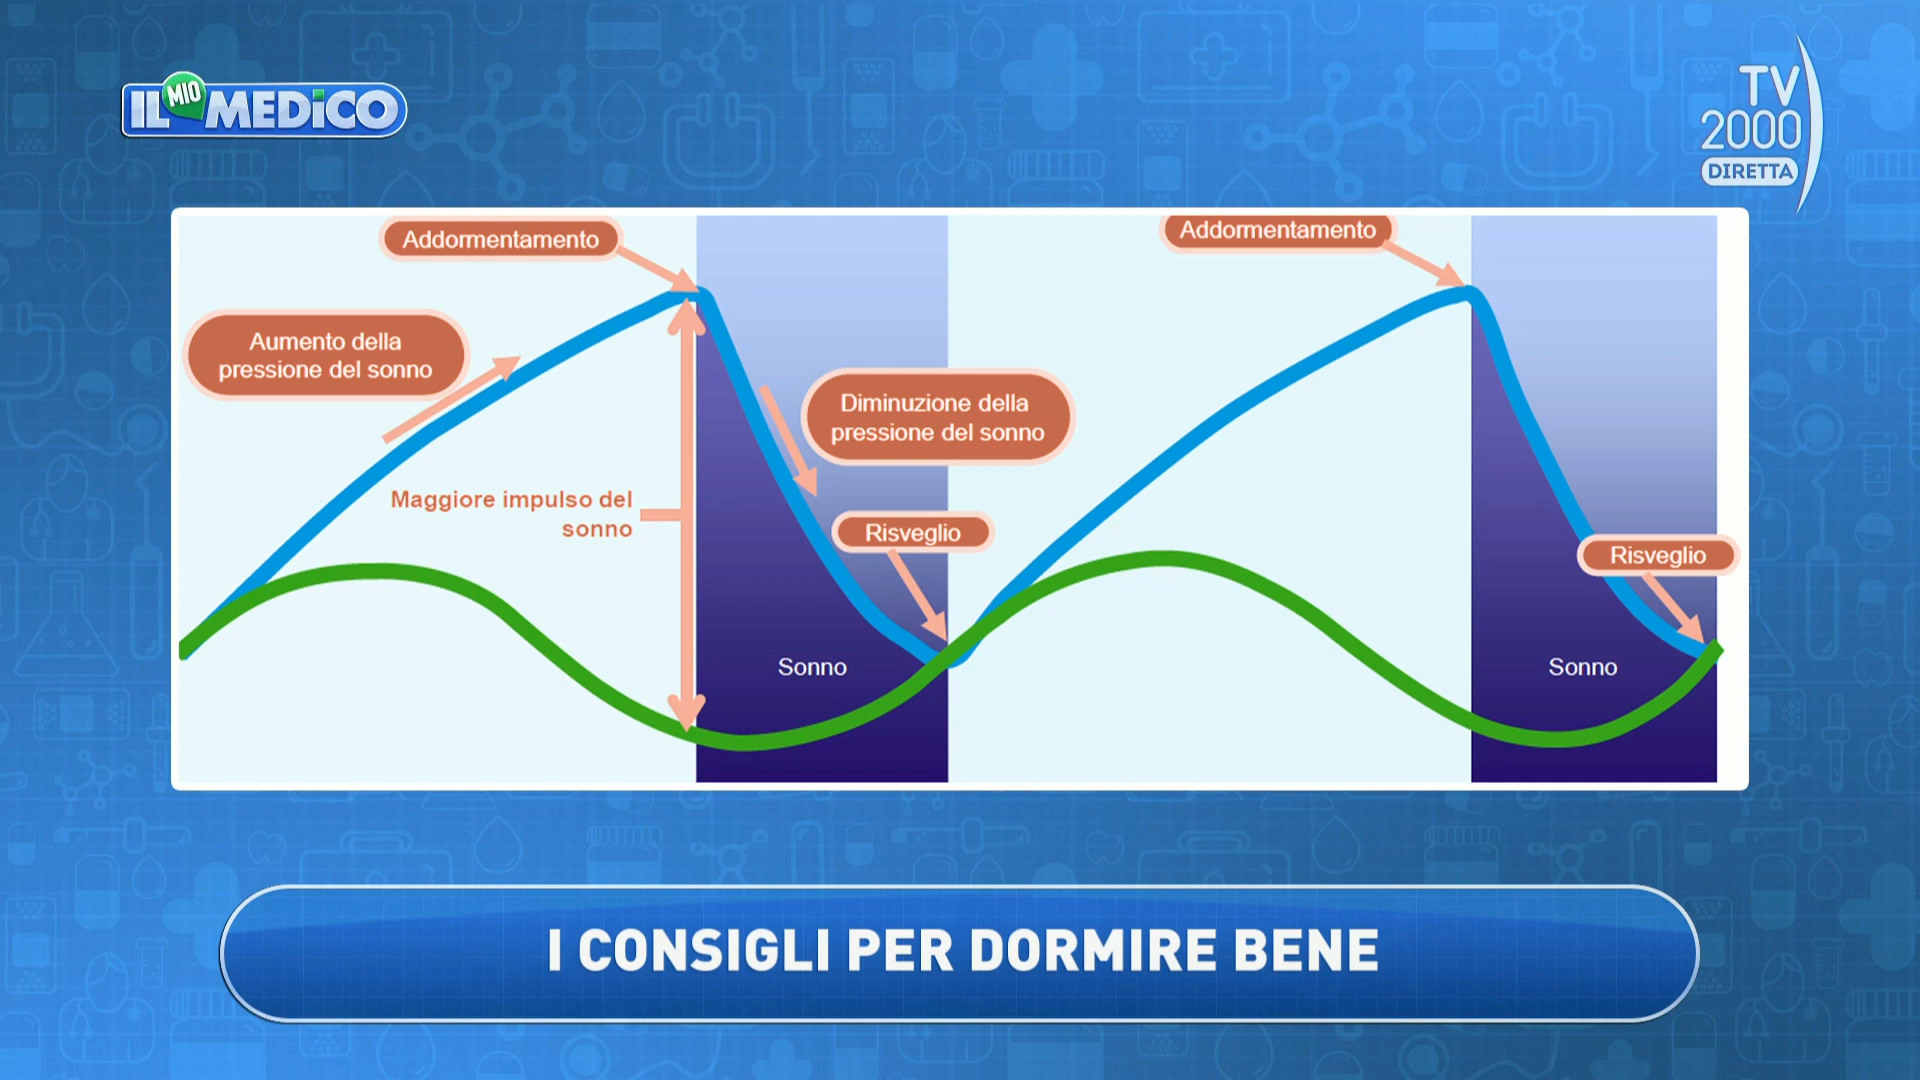 IL MIO MEDICO
TV
2000
DIRETTA
Addormentamento
Addormentamento
Aumento della
pressione del sonno
Diminuzione della
pressione del sonno
Maggiore impulso del
sonno
Risveglio
Risveglio
Sonno
Sonno
I CONSIGLI PER DORMIRE BENE